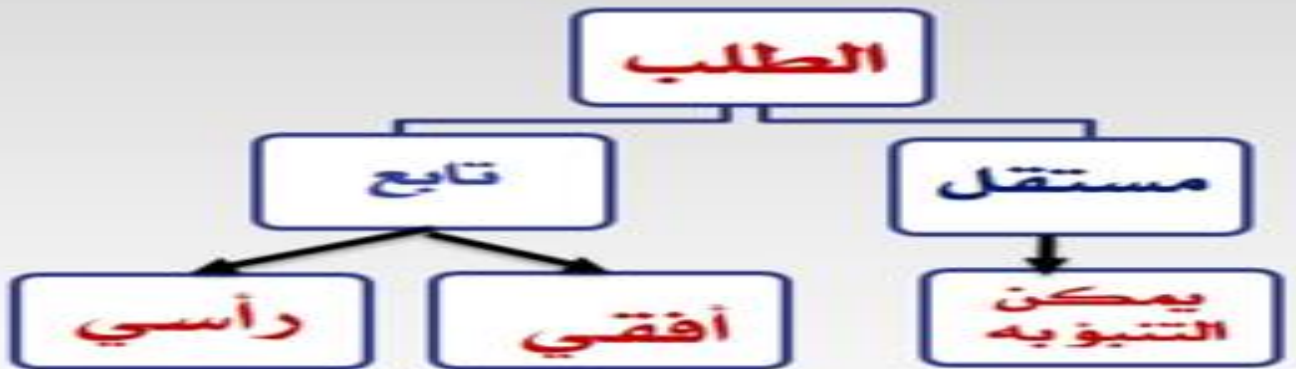 الطلب
مستقل
تابع
يمكن
التنبؤ به
أفقي
رأسي